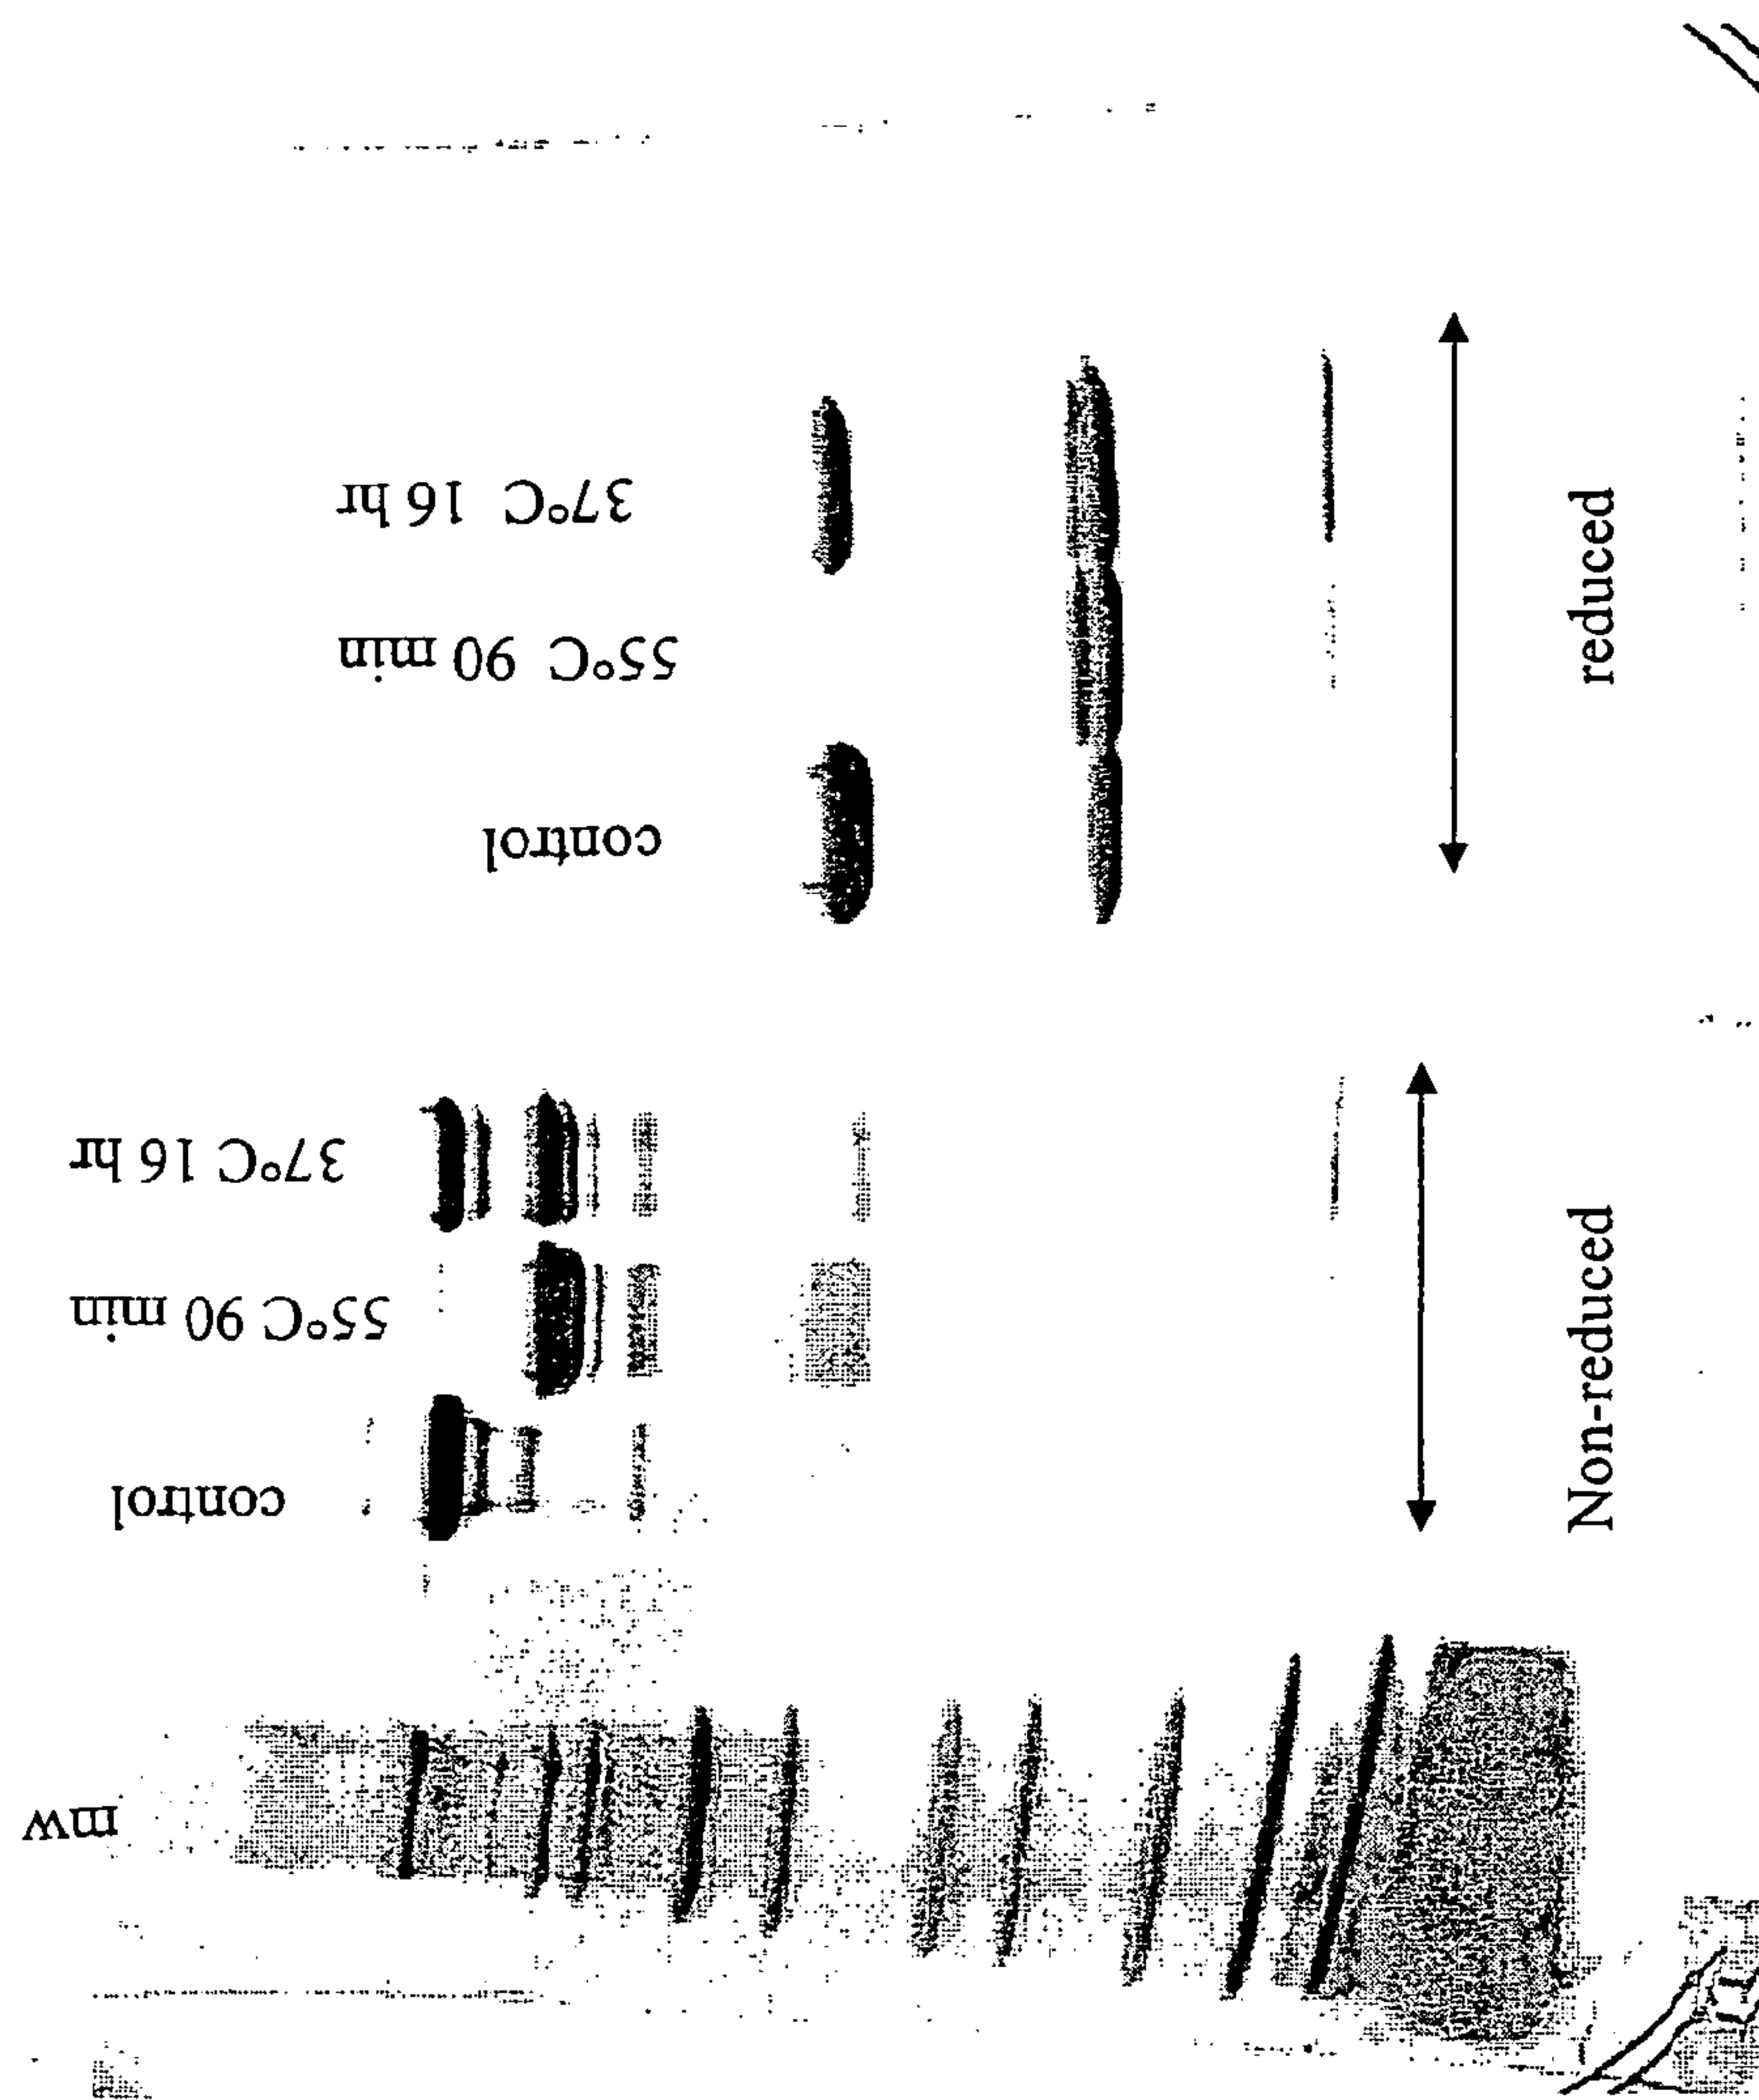 mw
control
55°C 90 min
37°C 16 hr
control
55°C 90 min
37°C 16 hr
Non-reduced
reduced